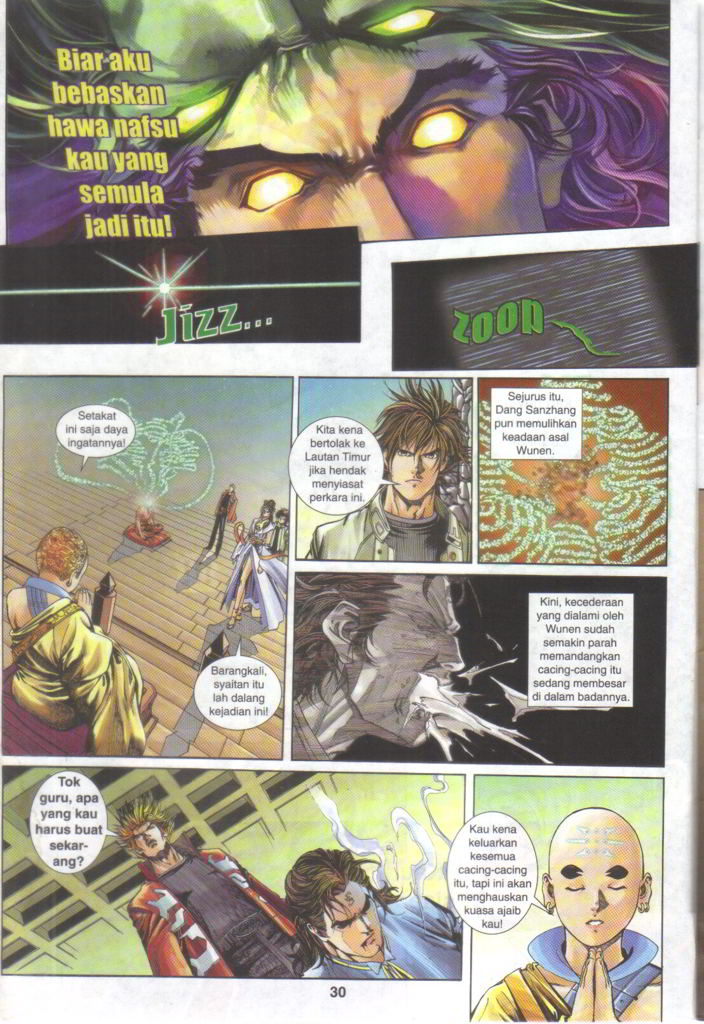 Biar aku
bebaskan
hawa nafsu
kau yang
semula
jadi itu!
Jizz...
ZOOP
Setakat
ini saja daya
ingatannya!
Barangkali,
syaitan itu
lah dalang
kejadian ini!
Kita kena
bertolak ke
Lautan Timur
jika hendak
menyiasat
perkara ini.
Sejurus itu,
Dang Sanzhang
pun memulihkan
keadaan asal
Wunen.
Kini, kecederaan
yang dialami oleh
Wunen sudah
semakin parah
memandangkan
cacing-cacing itu
sedang membesar
di dalam badannya.
Tok
guru, apa
yang kau
harus buat
sekar-
ang?
Kau kena
keluarkan
kesemua
cacing-cacing
itu, tapi ini akan
menghauskan
kuasa ajaib
kau!
30